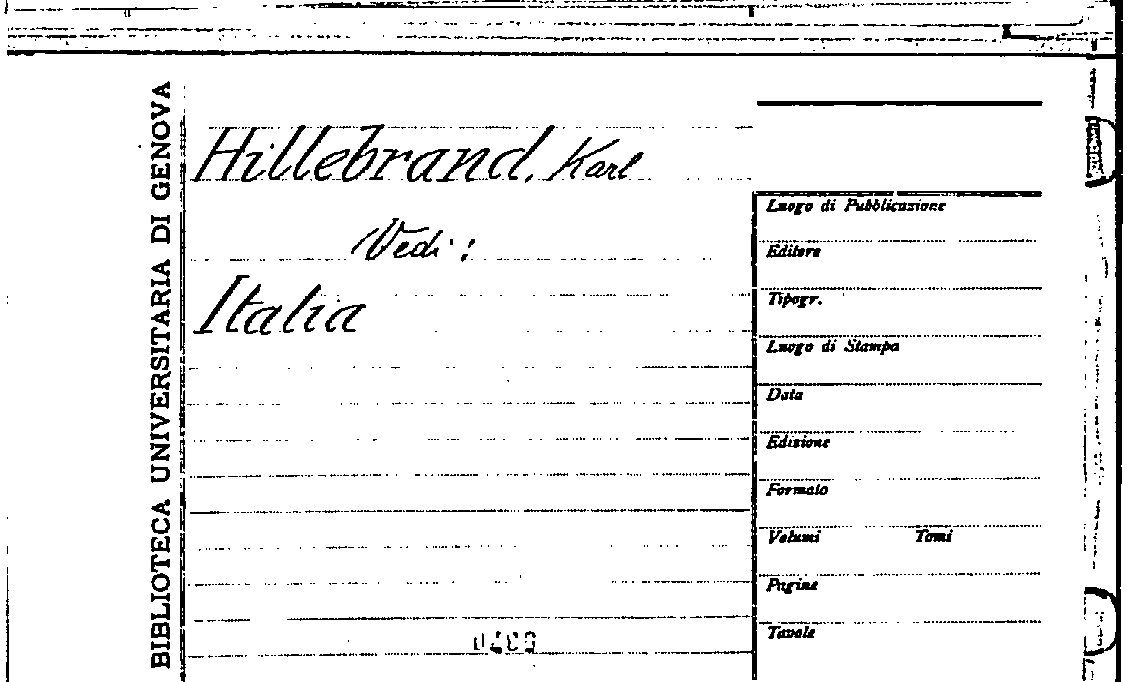 BIBLIOTECA UNIVERSITARIA DI GENOVA
Hillebrand, Karl
Vedi:
Italia
Luogo di Pubblicazione
Editore
Tipogr.
Luogo di Stampa
Data
Edizione
Formato
Volumi Tomi
Pagine
Tavole